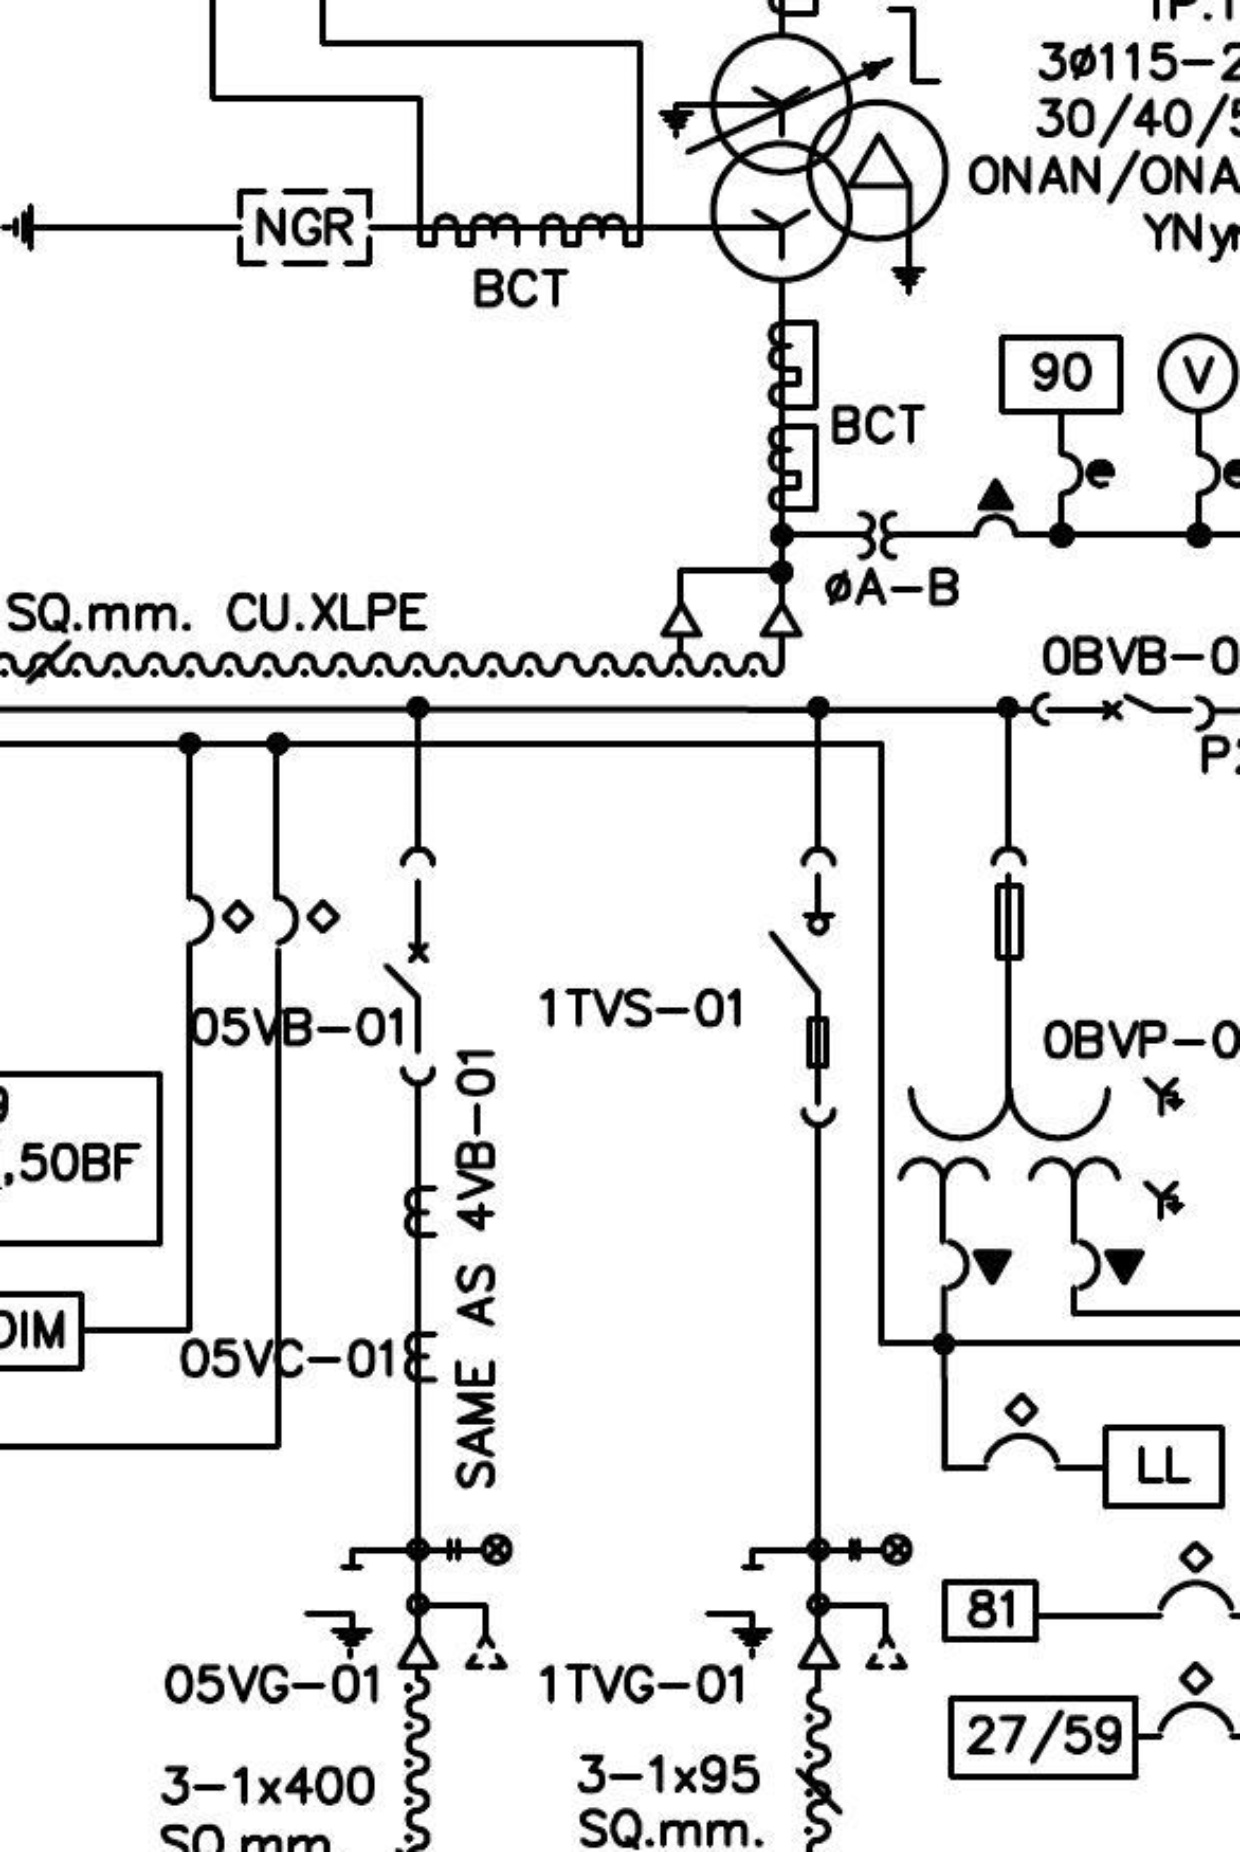 3ø115-2
30/40/5
ONAN/ONA
YNy
NGR
BCT
90
V
BCT
øA-B
SQ.mm. CU.XLPE
0BVB-0
P2
05VB-01
1TVS-01
0BVP-0
9
,50BF
SAME AS 4VB-01
DIM
05VC-01
LL
81
05VG-01
1TVG-01
27/59
3-1x400
SQ.mm.
3-1x95
SQ.mm.